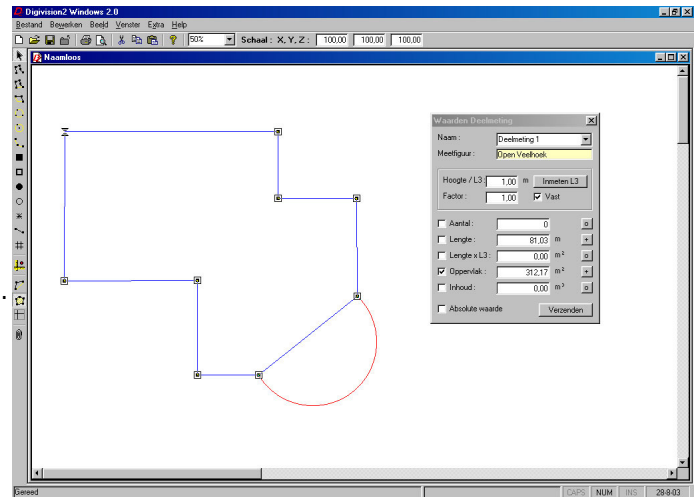 Digivision2 Windows 2.0
Bestand Bewerken Beeld Venster Extra Help
50% Schaal : X, Y, Z : 100,00 100,00 100,00
Naamloos
Waarden Deelmeting
Naam : Deelmeting 1
Meetfiguur : Open Veelhoek
Hoogte / L3 : 1,00 m Inmeten L3
Factor : 1,00 Vast
Aantal : 0 o
Lengte : 81,03 m +
Lengte x L3 : 0,00 m² o
Oppervlak : 312,17 m² +
Inhoud : 0,00 m³ o
Absolute waarde Verzenden
Gereed CAPS NUM INS 28-8-03